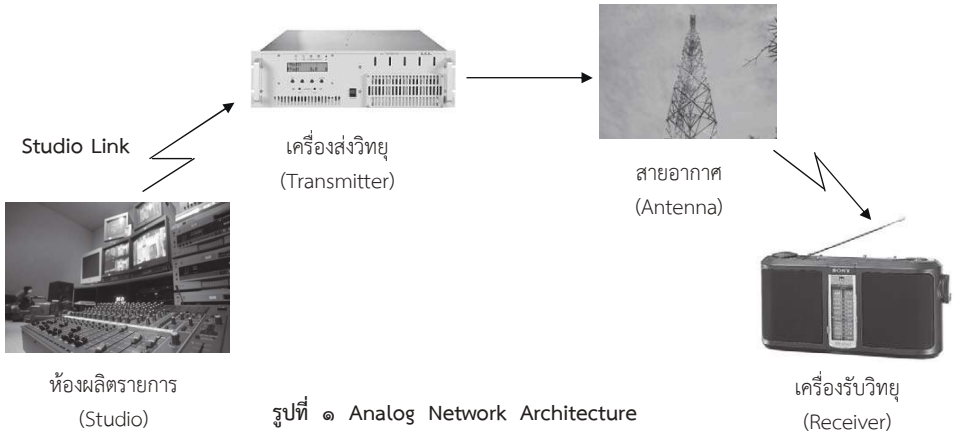 Studio Link
เครื่องส่งวิทยุ
(Transmitter)
สายอากาศ
(Antenna)
SONY
ห้องผลิตรายการ
(Studio)
รูปที่ ๑ Analog Network Architecture
เครื่องรับวิทยุ
(Receiver)